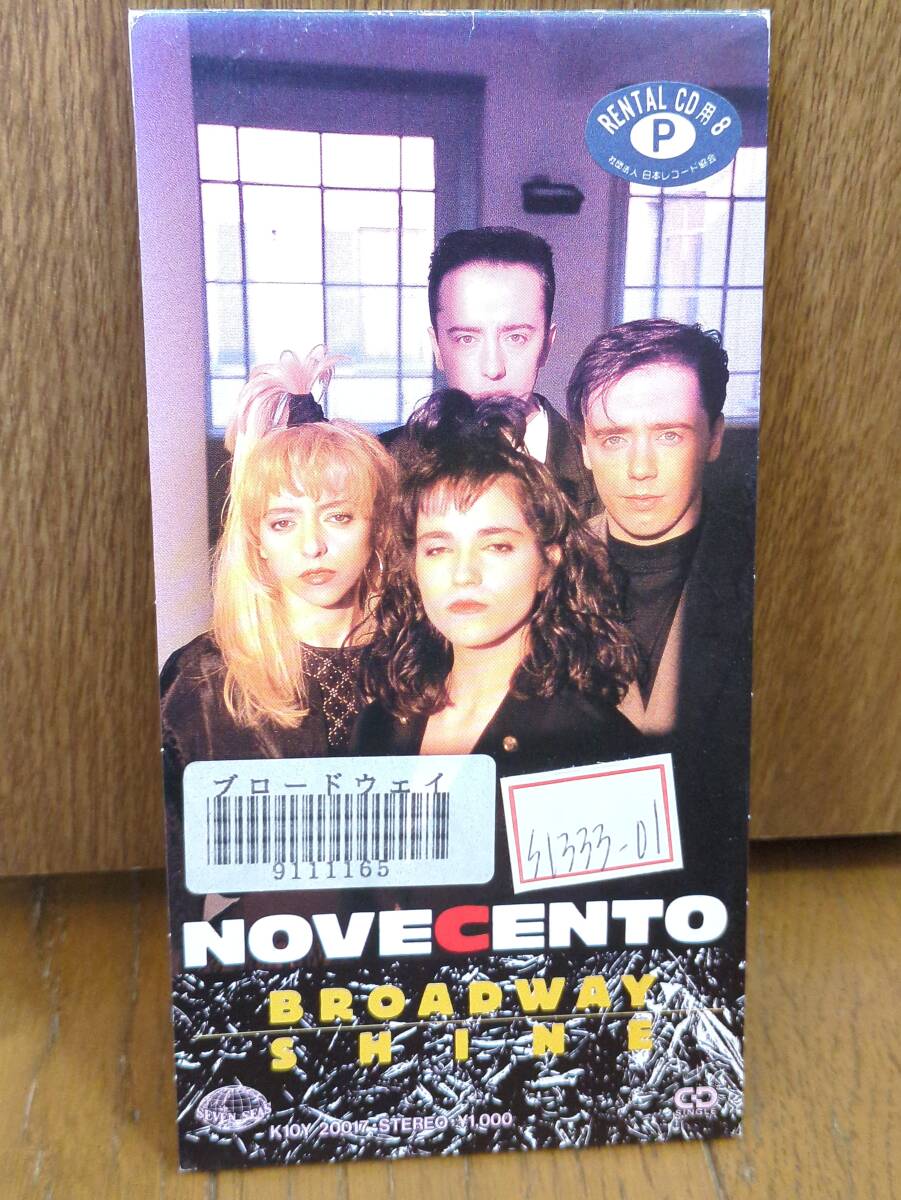 RENTAL CD用 8
P
社団法人 日本レコード協会
ブロードウェイ
9111165
S1333-01
NOVECENTO
BROADWAY
SHINE
SEVEN SEAS
K10Y 20017・STEREO・¥1,000
CD
SINGLE